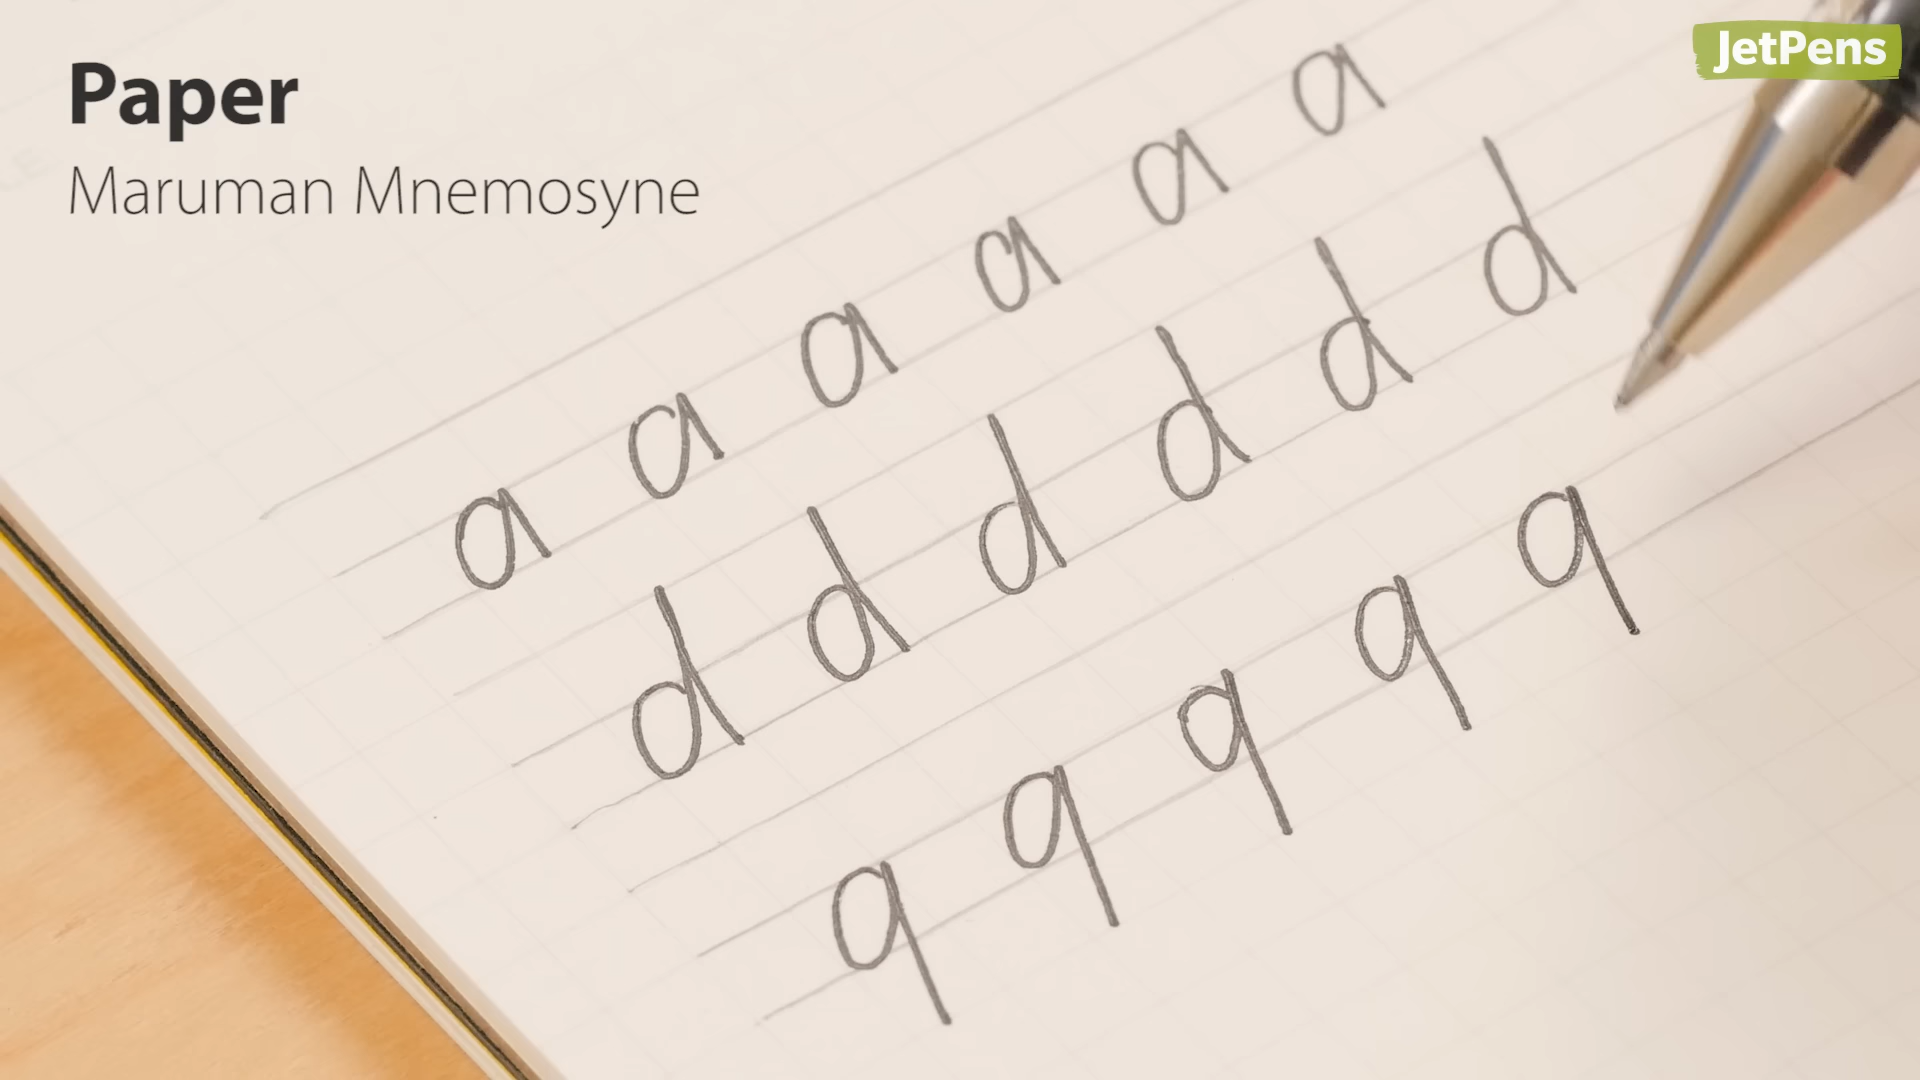 Paper
Maruman Mnemosyne
JetPens
a a a a a a
d d d d d d
q q q q q